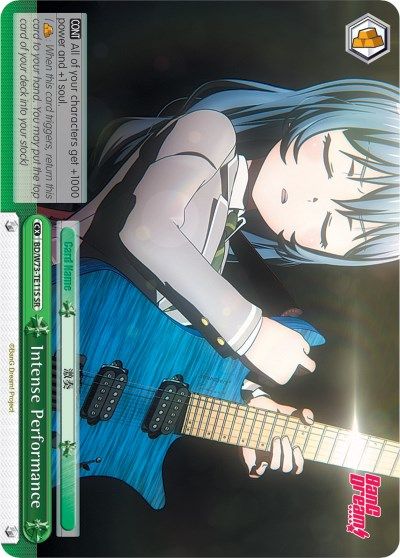 [CONT] All of your characters get +1000
power and +1 soul.
( When this card triggers, return this
card to your hand. You may put the top
card of your deck into your stock)
CX BD/W73-TE11S SR
Card Name
激奏
Intense Performance
©BanG Dream! Project
BanG
Dream!